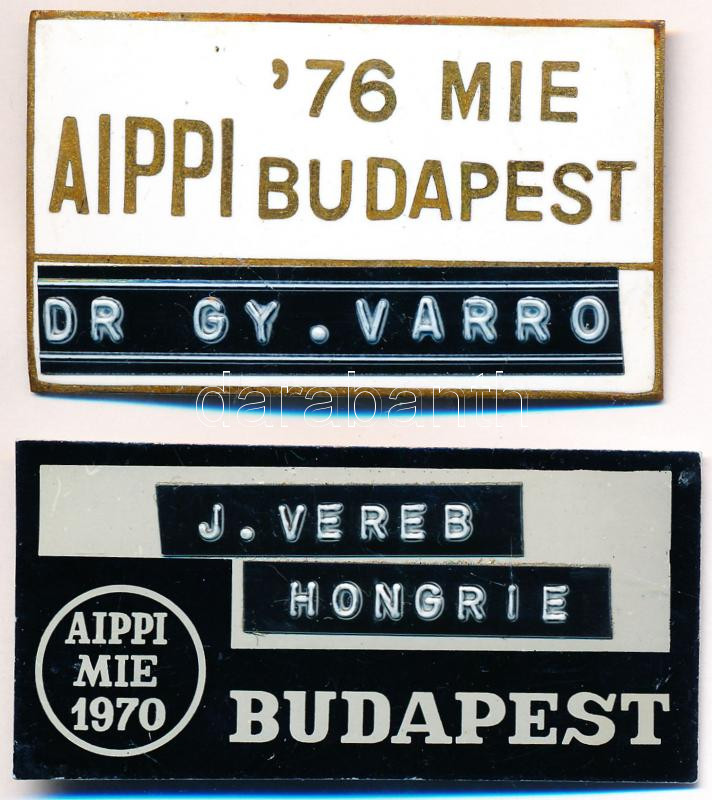 '76 MIE
AIPPI BUDAPEST
DR GY.VARRO
darabanth
J.VEREB
HONGRIE
AIPPI
MIE
1970
BUDAPEST